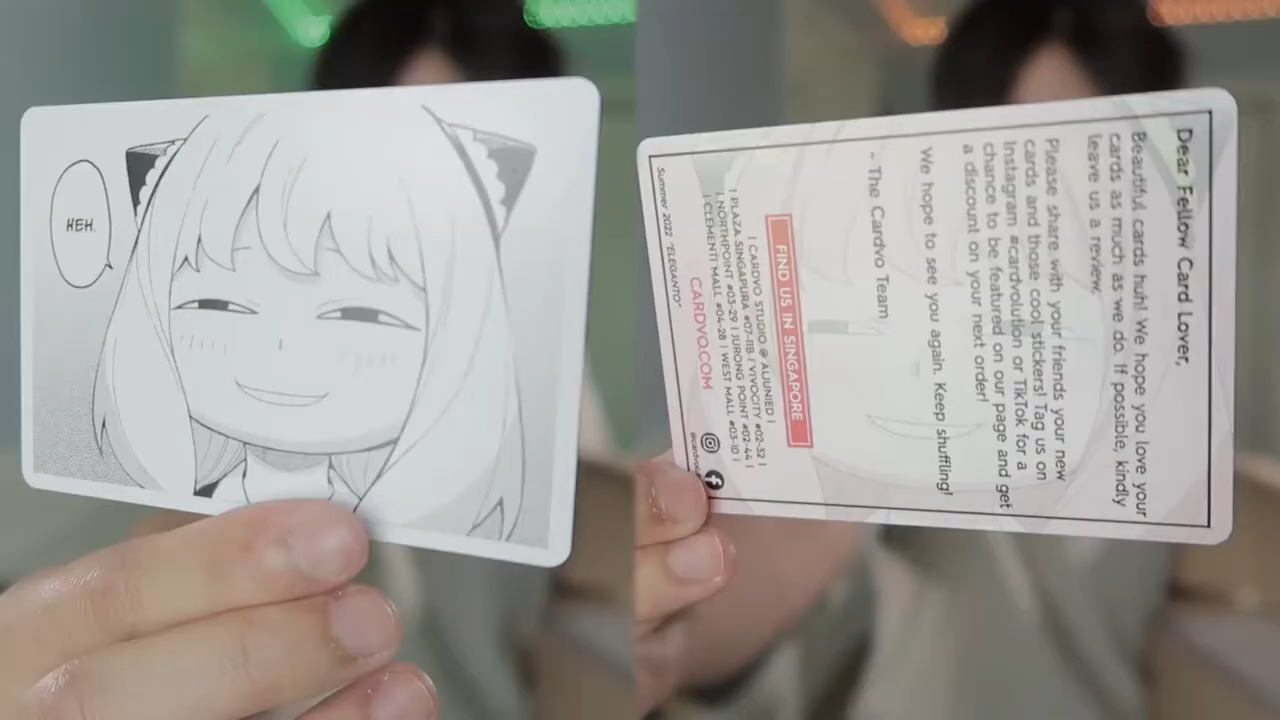 HEH.
Dear Fellow Card Lover,
Beautiful cards huh! We hope you love your
cards as much as we do. If possible, kindly
leave us a review.
Please share with your friends your new
cards and those cool stickers! Tag us on
Instagram #cardvolution or TikTok for a
chance to be featured on our page and get
a discount on your next order!
We hope to see you again. Keep shuffling!
- The Cardvo Team
FIND US IN SINGAPORE
| CARDVO STUDIO @ ALJUNIED |
| PLAZA SINGAPURA #07-11B | VIVOCITY #02-32 |
| NORTHPOINT #03-29 | JURONG POINT #02-44 |
| CLEMENTI MALL #04-28 | WEST MALL #03-10 |
CARDVO.COM
Summer 2022 "ELEGANTO"